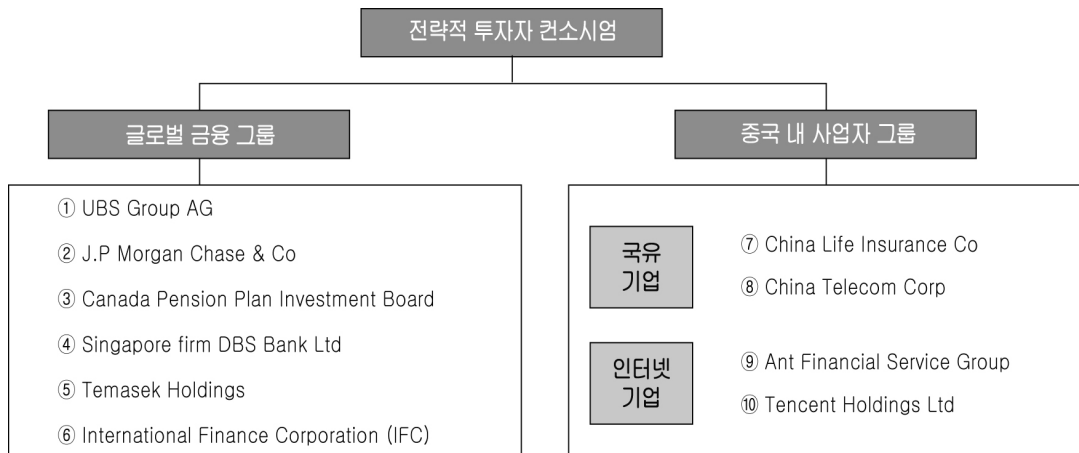 전략적 투자자 컨소시엄
글로벌 금융 그룹
① UBS Group AG
② J.P Morgan Chase & Co
③ Canada Pension Plan Investment Board
④ Singapore firm DBS Bank Ltd
⑤ Temasek Holdings
⑥ International Finance Corporation (IFC)
중국 내 사업자 그룹
국유
기업
⑦ China Life Insurance Co
⑧ China Telecom Corp
인터넷
기업
⑨ Ant Financial Service Group
⑩ Tencent Holdings Ltd